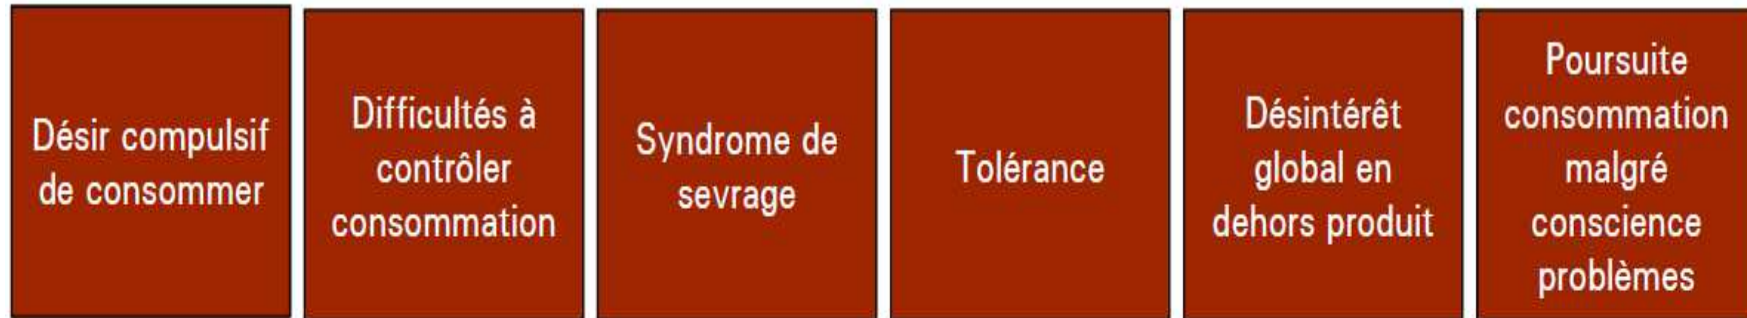 Désir compulsif
de consommer
Difficultés à
contrôler
consommation
Syndrome de
sevrage
Tolérance
Désintérêt
global en
dehors produit
Poursuite
consommation
malgré
conscience
problèmes